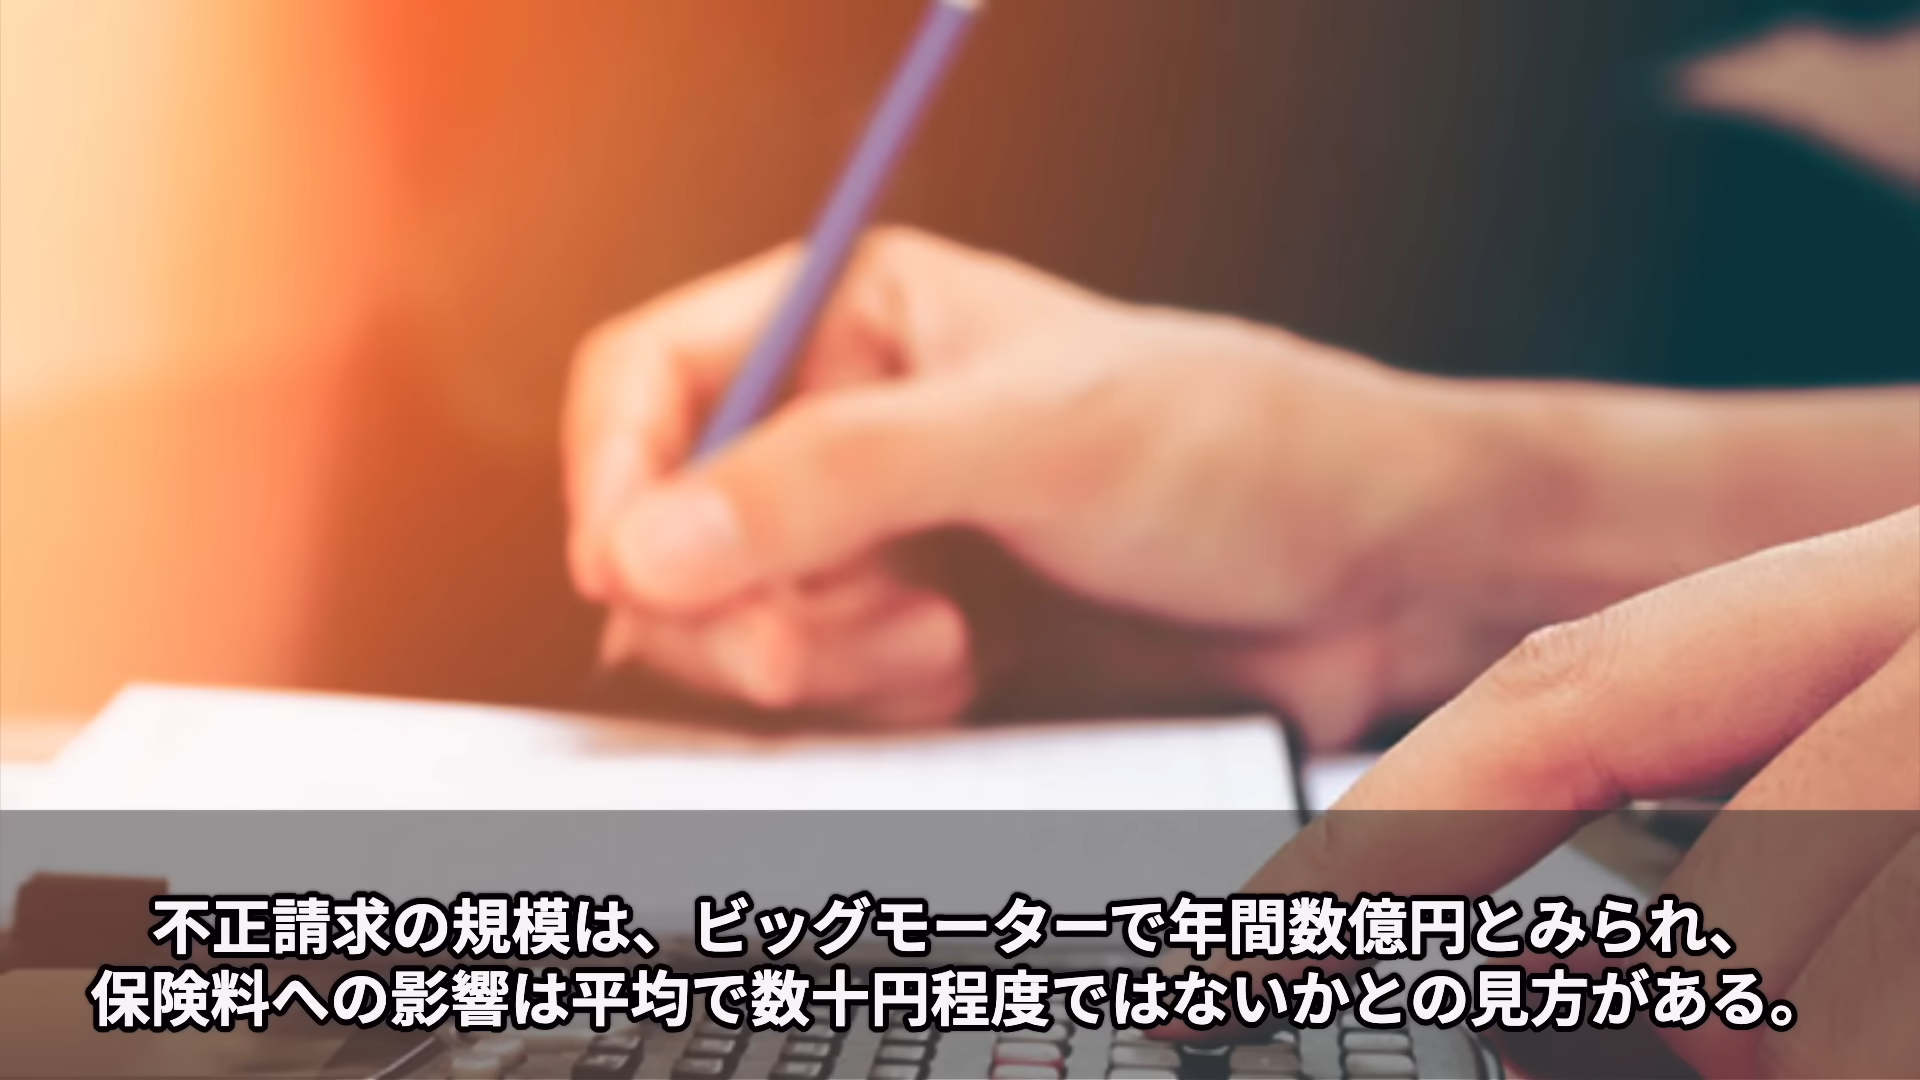 不正請求の規模は、ビッグモーターで年間数億円とみられ、
保険料への影響は平均で数十円程度ではないかとの見方がある。